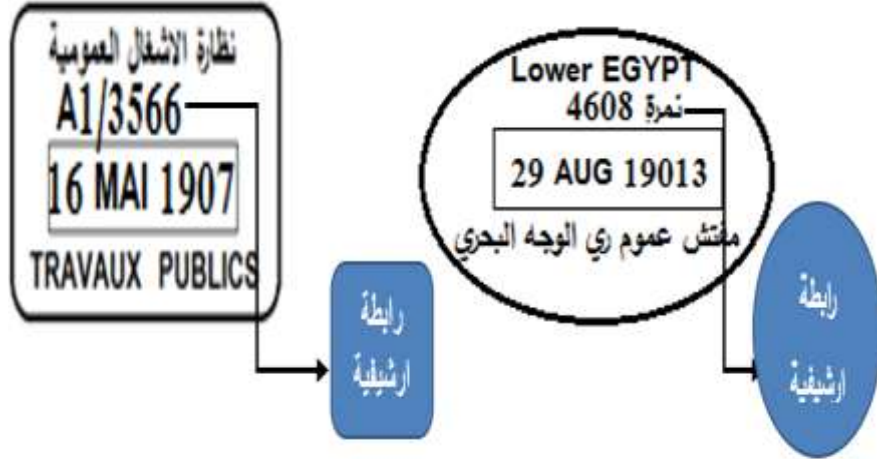 نظارة الاشغال العمومية
A1/3566
16 MAI 1907
TRAVAUX PUBLICS
رابطة
ارشيفية
Lower EGYPT
نمرة 4608
29 AUG 19013
مفتش عموم ري الوجه البحري
رابطة
ارشيفية